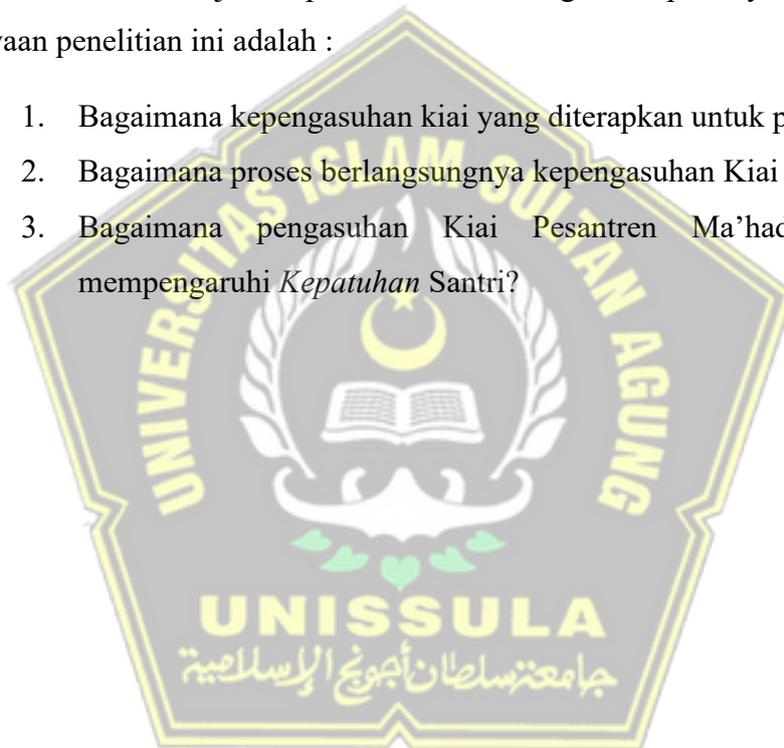 penelitian ini adalah :
1. Bagaimana kepengasuhan kiai yang diterapkan untuk
2. Bagaimana proses berlangsungnya kepengasuhan Kiai
3. Bagaimana pengasuhan Kiai Pesantren Ma’had
mempengaruhi Kepatuhan Santri?
UNIVERSITAS ISLAM SULTAN AGUNG
UNISSULA
جامعة سلطان أجونج الإسلامية